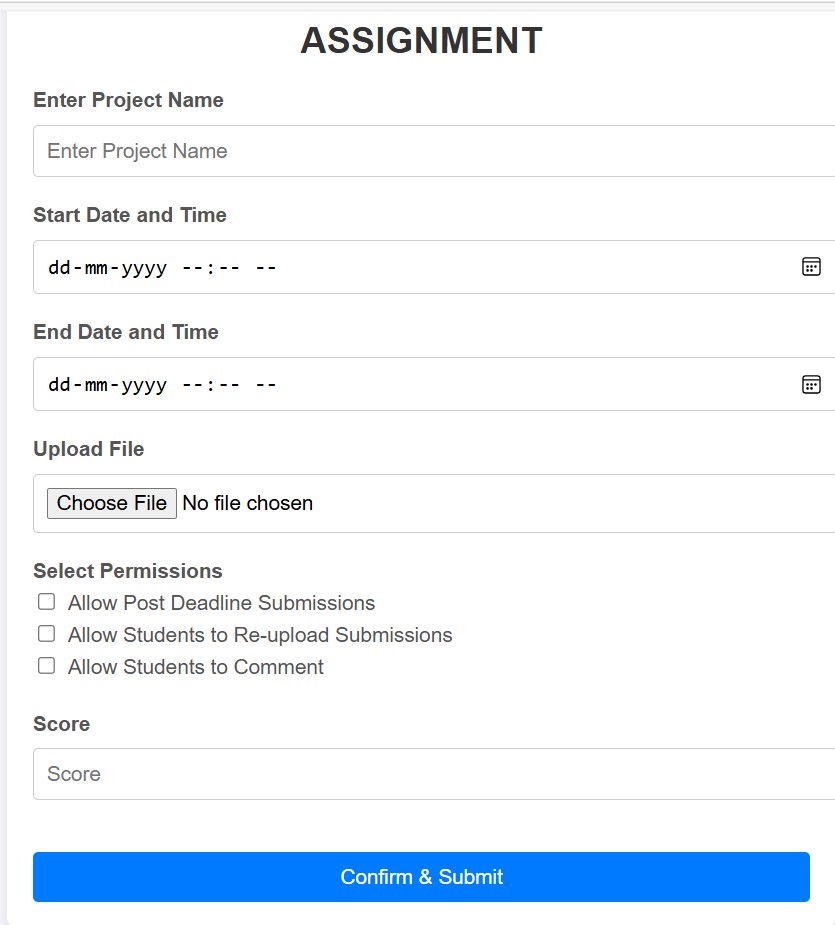 ASSIGNMENT
Enter Project Name
Enter Project Name
Start Date and Time
dd-mm-yyyy --:-- --
End Date and Time
dd-mm-yyyy --:-- --
Upload File
Choose File No file chosen
Select Permissions
Allow Post Deadline Submissions
Allow Students to Re-upload Submissions
Allow Students to Comment
Score
Score
Confirm & Submit